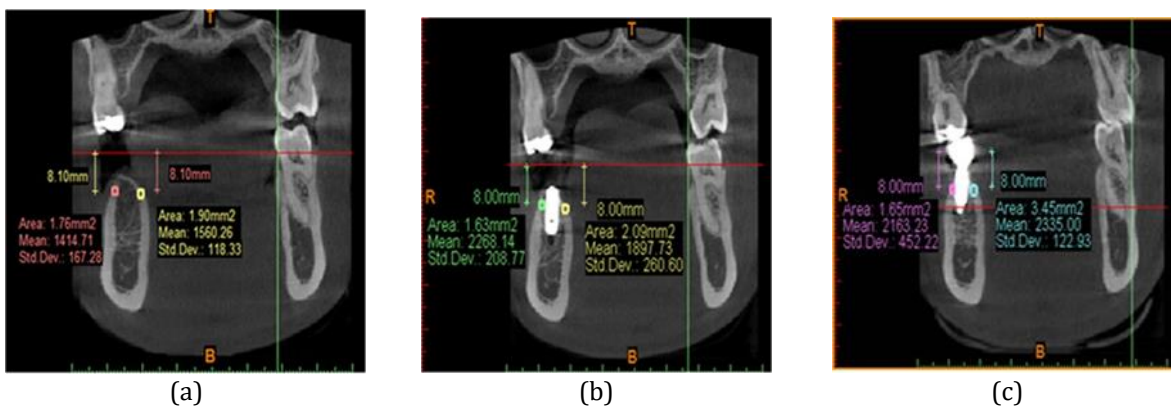 T
8.10mm
8.10mm
Area: 1.76mm2
Mean: 1414.71
Std.Dev.: 167.28
Area: 1.90mm2
Mean: 1560.26
Std.Dev.: 118.33
B
(a)
T
R
8.00mm
8.00mm
Area: 1.63mm2
Mean: 2268.14
Std.Dev.: 208.77
Area: 2.09mm2
Mean: 1897.73
Std.Dev.: 260.60
B
(b)
T
R
8.00mm
8.00mm
Area: 1.65mm2
Mean: 2163.23
Std.Dev.: 452.22
Area: 3.45mm2
Mean: 2335.00
Std.Dev.: 122.93
B
(c)